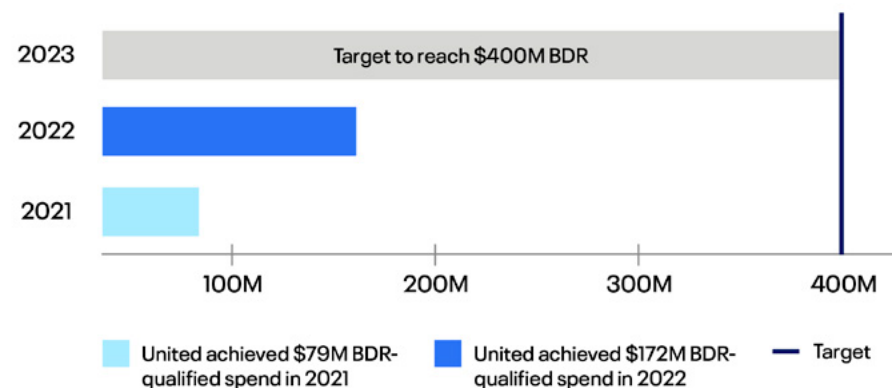 2023
Target to reach $400M BDR
2022
2021
100M 200M 300M 400M
United achieved $79M BDR-
qualified spend in 2021
United achieved $172M BDR-
qualified spend in 2022
Target